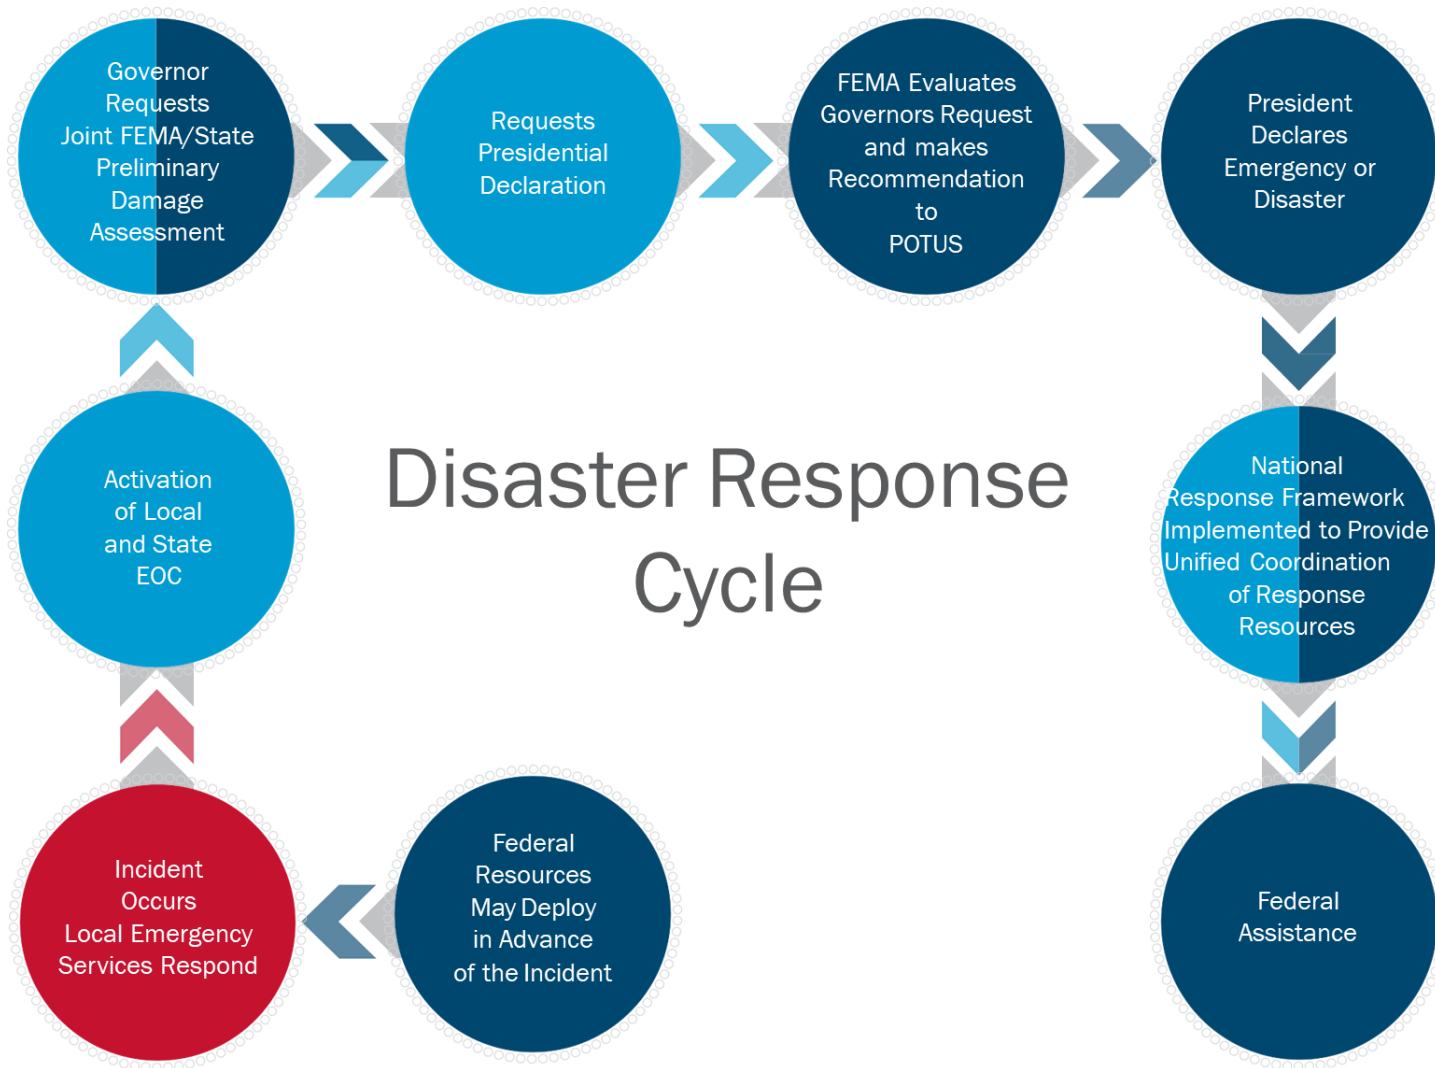 Governor
Requests
Joint FEMA/State
Preliminary
Damage
Assessment
Requests
Presidential
Declaration
FEMA Evaluates
Governors Request
and makes
Recommendation
to
POTUS
President
Declares
Emergency or
Disaster
Activation
of Local
and State
EOC
Disaster Response
Cycle
National
Response Framework
Implemented to Provide
Unified Coordination
of Response
Resources
Incident
Occurs
Local Emergency
Services Respond
Federal
Resources
May Deploy
in Advance
of the Incident
Federal
Assistance